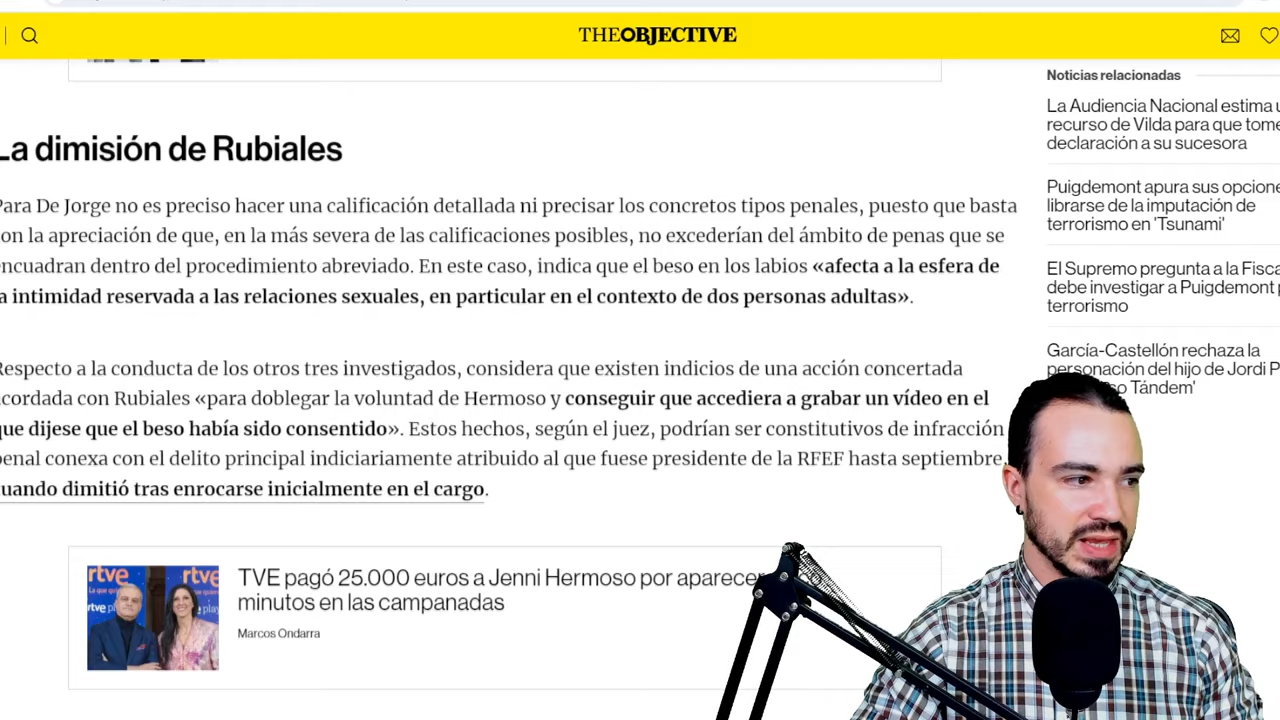 THEOBJECTIVE
Noticias relacionadas
La Audiencia Nacional estima
recurso de Vilda para que tome
declaración a su sucesora
Puigdemont apura sus opcione
librarse de la imputación de
terrorismo en 'Tsunami'
El Supremo pregunta a la Fisca
debe investigar a Puigdemont p
terrorismo
García-Castellón rechaza la
personación del hijo de Jordi P
o Tándem'
La dimisión de Rubiales
Para De Jorge no es preciso hacer una calificación detallada ni precisar los concretos tipos penales, puesto que basta
on la apreciación de que, en la más severa de las calificaciones posibles, no excederían del ámbito de penas que se
encuadran dentro del procedimiento abreviado. En este caso, indica que el beso en los labios «afecta a la esfera de
a intimidad reservada a las relaciones sexuales, en particular en el contexto de dos personas adultas».
Respecto a la conducta de los otros tres investigados, considera que existen indicios de una acción concertada
acordada con Rubiales «para doblegar la voluntad de Hermoso y conseguir que accediera a grabar un vídeo en el
que dijese que el beso había sido consentido». Estos hechos, según el juez, podrían ser constitutivos de infracción
penal conexa con el delito principal indiciariamente atribuido al que fuese presidente de la RFEF hasta septiembre,
cuando dimitió tras enrocarse inicialmente en el cargo.
rtve
rtve
TVE pagó 25.000 euros a Jenni Hermoso por aparecer
minutos en las campanadas
Marcos Ondarra